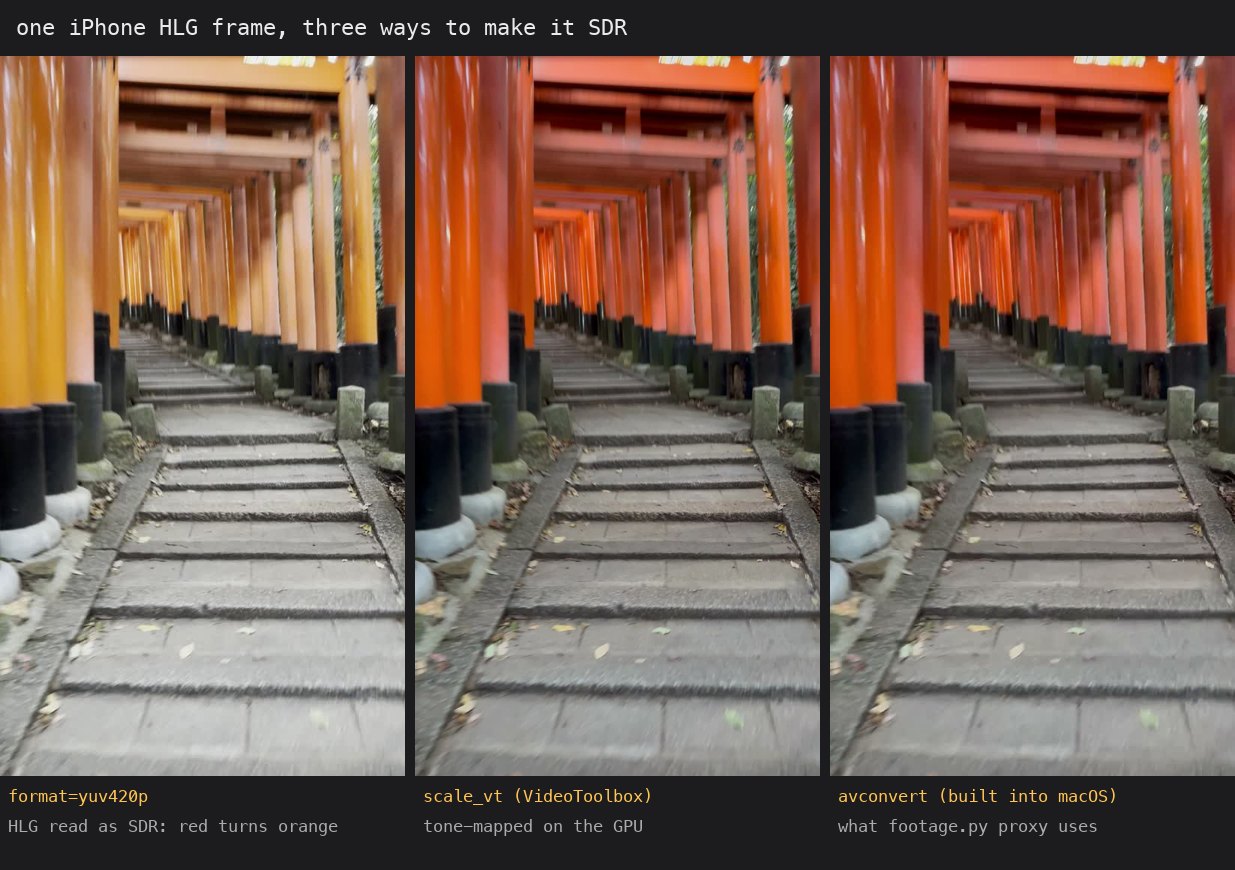 one iPhone HLG frame, three ways to make it SDR
format=yuv420p
HLG read as SDR: red turns orange
scale_vt (VideoToolbox)
tone-mapped on the GPU
avconvert (built into macOS)
what footage.py proxy uses